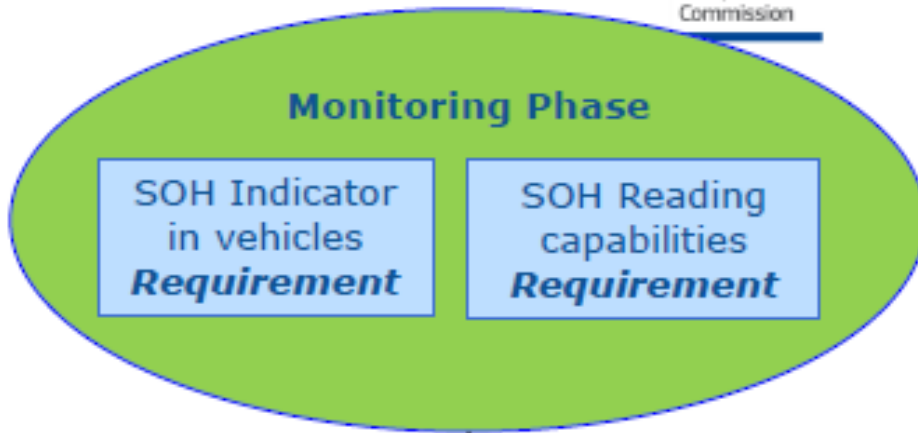 Commission
Monitoring Phase
SOH Indicator
in vehicles
Requirement
SOH Reading
capabilities
Requirement